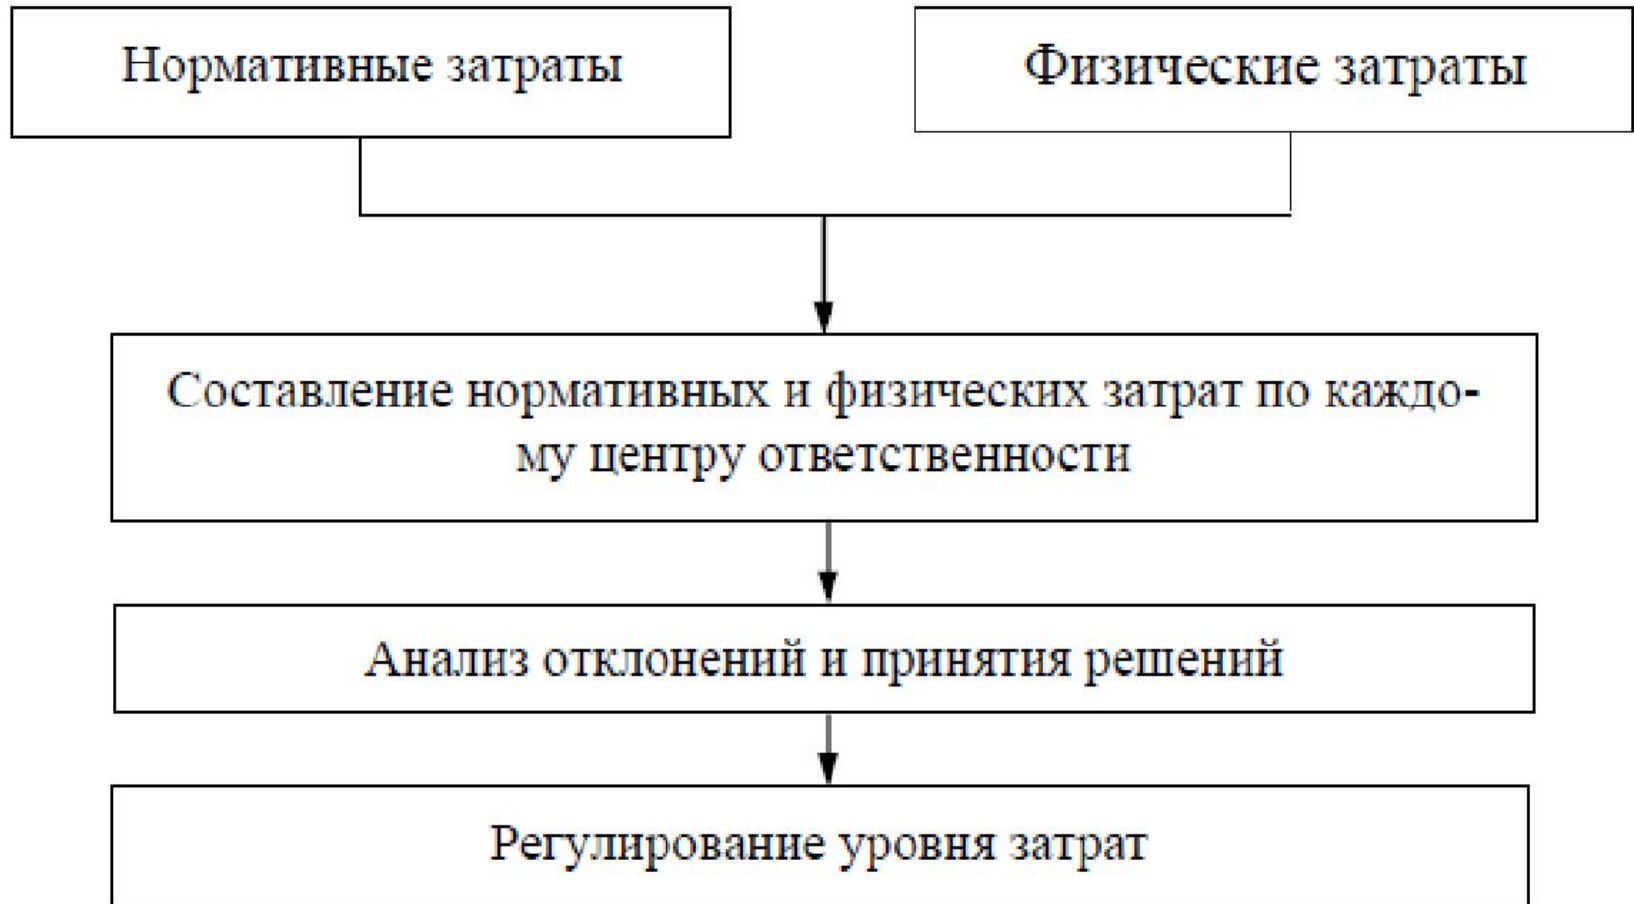 Нормативные затраты
Физические затраты
Составление нормативных и физических затрат по каждо-
му центру ответственности
Анализ отклонений и принятия решений
Регулирование уровня затрат